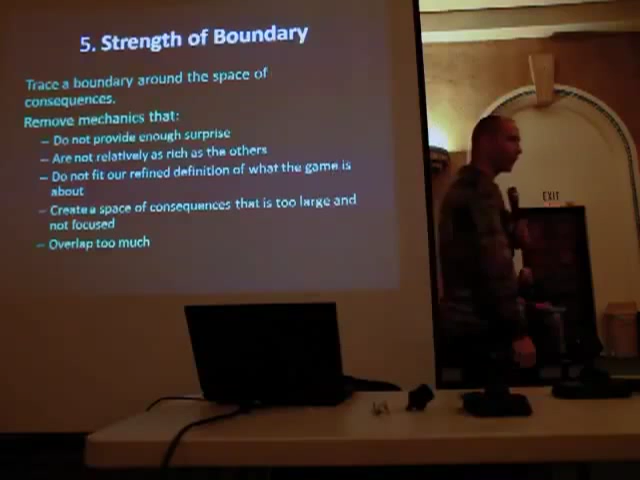 5. Strength of Boundary
Trace a boundary around the space of
consequences.
Remove mechanics that:
– Do not provide enough surprise
– Are not relatively as rich as the others
– Do not fit our refined definition of what the game is
about
– Create a space of consequences that is too large and
not focused
– Overlap too much
EXIT